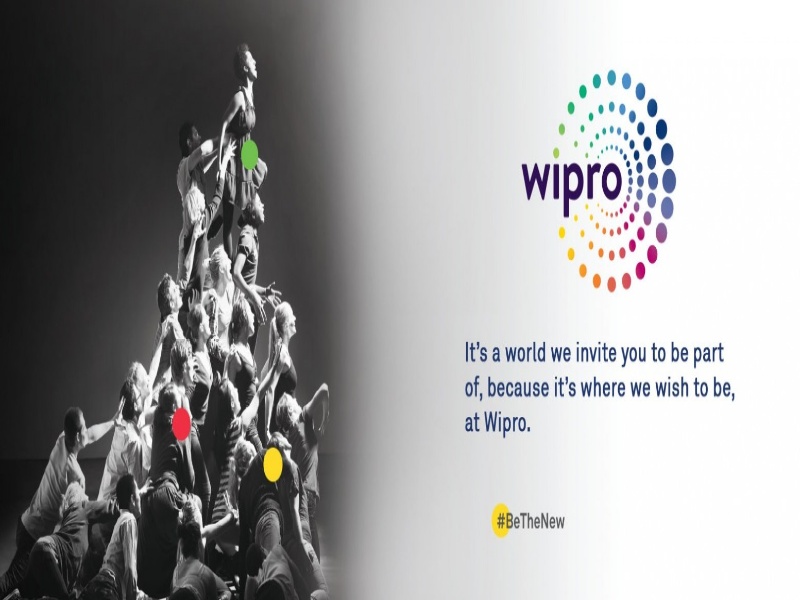 wipro
It's a world we invite you to be part
of, because it's where we wish to be,
at Wipro.
#BeTheNew